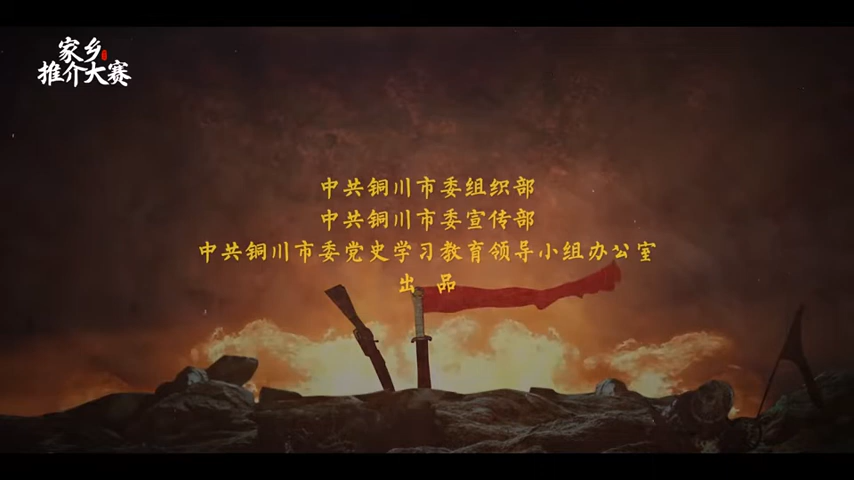 家乡
推介大赛
中共铜川市委组织部
中共铜川市委宣传部
中共铜川市委党史学习教育领导小组办公室
出 品